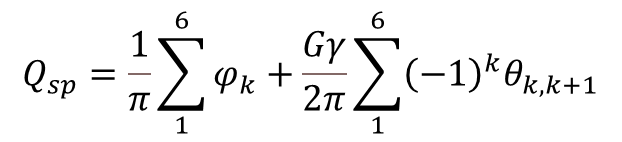 $Q_{sp} = \frac{1}{\pi} \sum_{1}^{6} \varphi_k + \frac{G\gamma}{2\pi} \sum_{1}^{6} (-1)^k \theta_{k,k+1}$